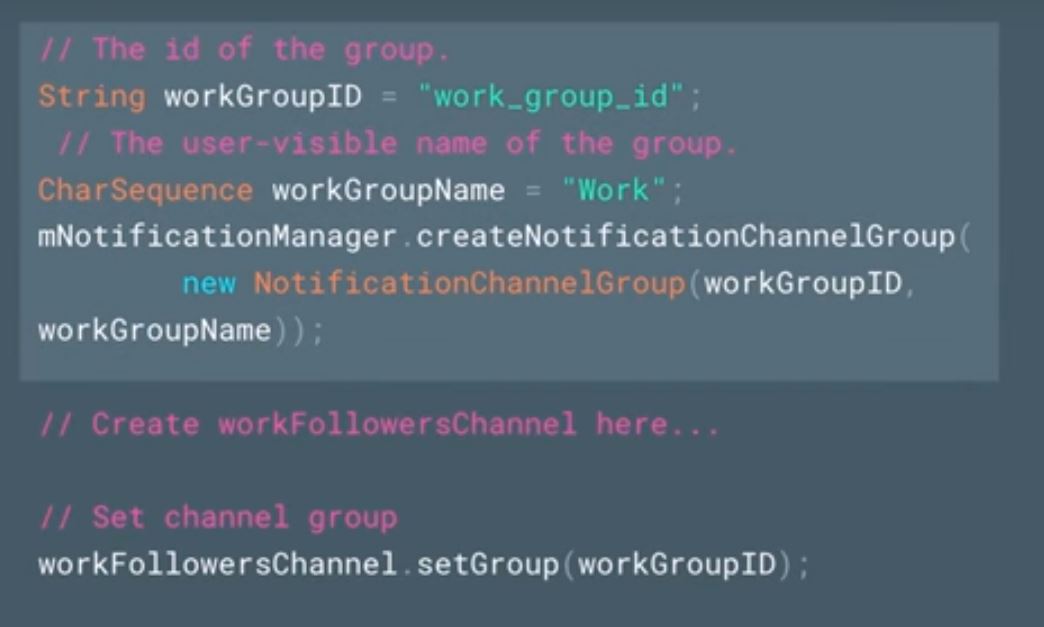 // The id of the group.
String workGroupID = "work_group_id";
// The user-visible name of the group.
CharSequence workGroupName = "Work";
mNotificationManager.createNotificationChannelGroup(
new NotificationChannelGroup(workGroupID,
workGroupName));
// Create workFollowersChannel here...
// Set channel group
workFollowersChannel.setGroup(workGroupID);